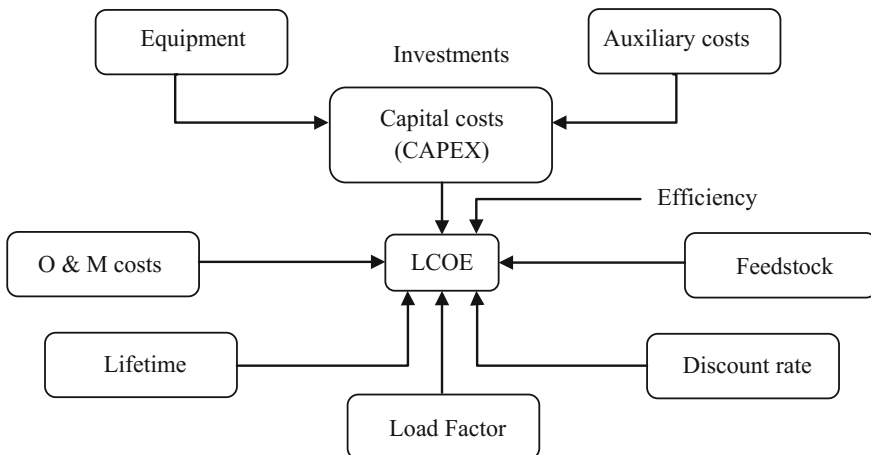 Equipment
Investments
Auxiliary costs
Capital costs
(CAPEX)
Efficiency
O & M costs
LCOE
Feedstock
Lifetime
Discount rate
Load Factor